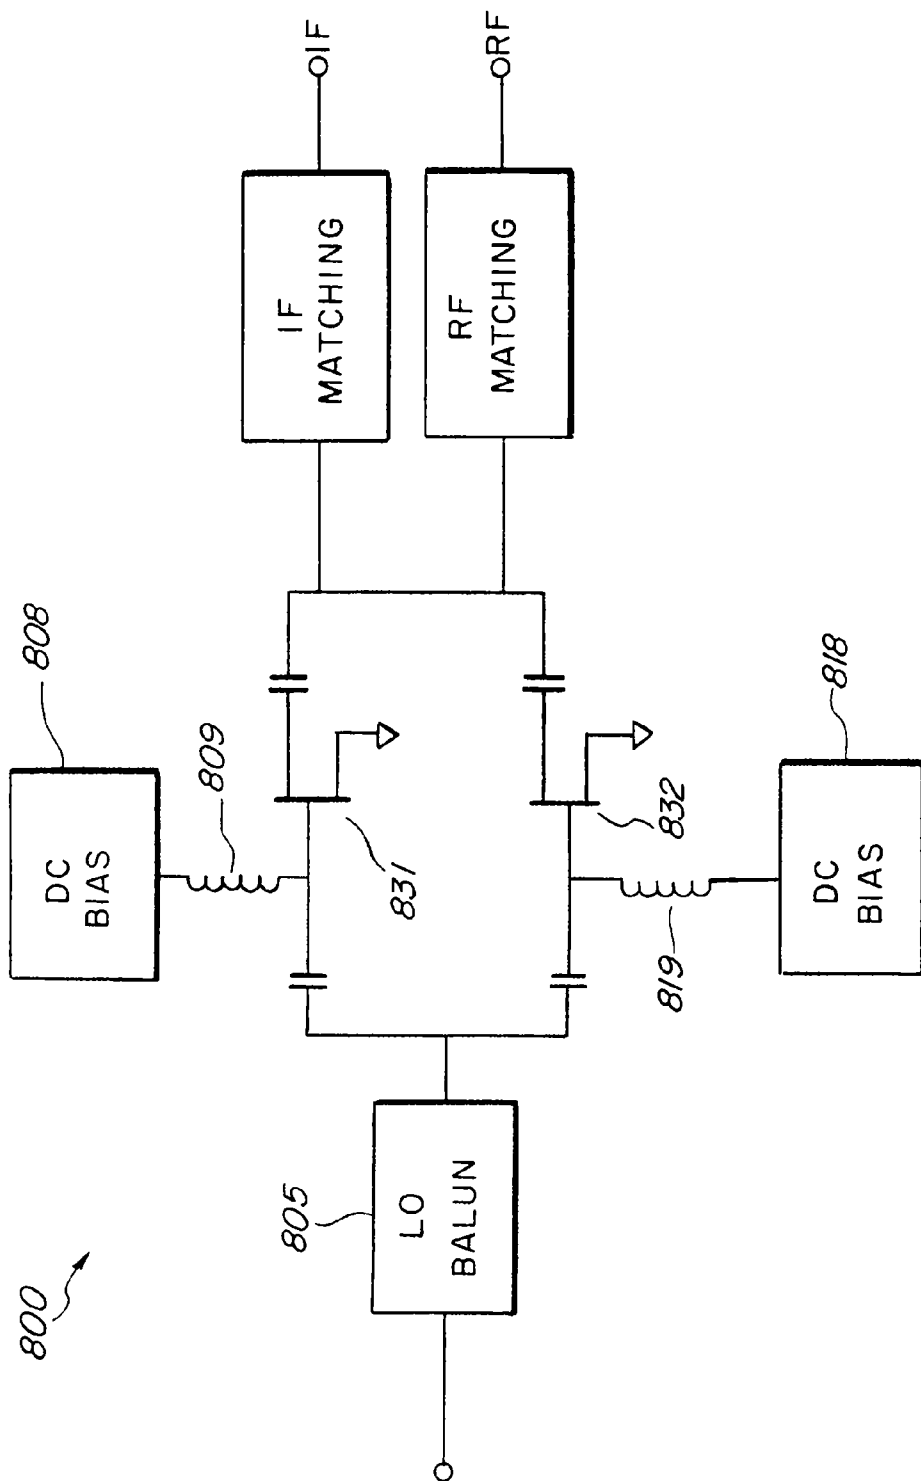 800
805
LO
BALUN
DC
BIAS
808
809
831
832
819
DC
BIAS
818
IF
MATCHING
IF
RF
MATCHING
RF